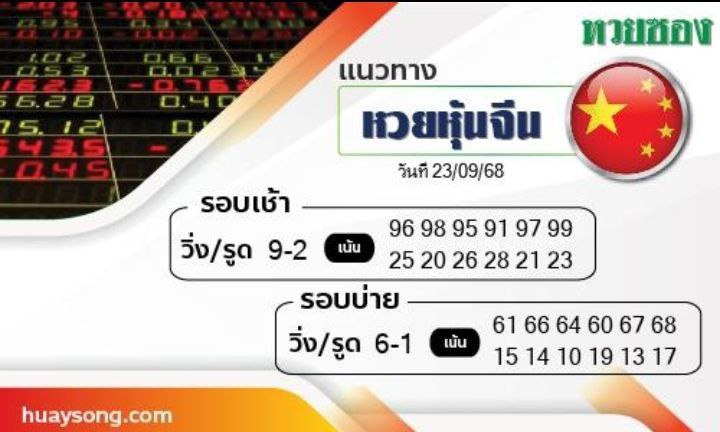 หวยซอง
แนวทาง
หวยหุ้นจีน
วันที่ 23/09/68
รอบเช้า
วิ่ง/รูด 9-2 เน้น
96 98 95 91 97 99
25 20 26 28 21 23
รอบบ่าย
วิ่ง/รูด 6-1 เน้น
61 66 64 60 67 68
15 14 10 19 13 17
huaysong.com